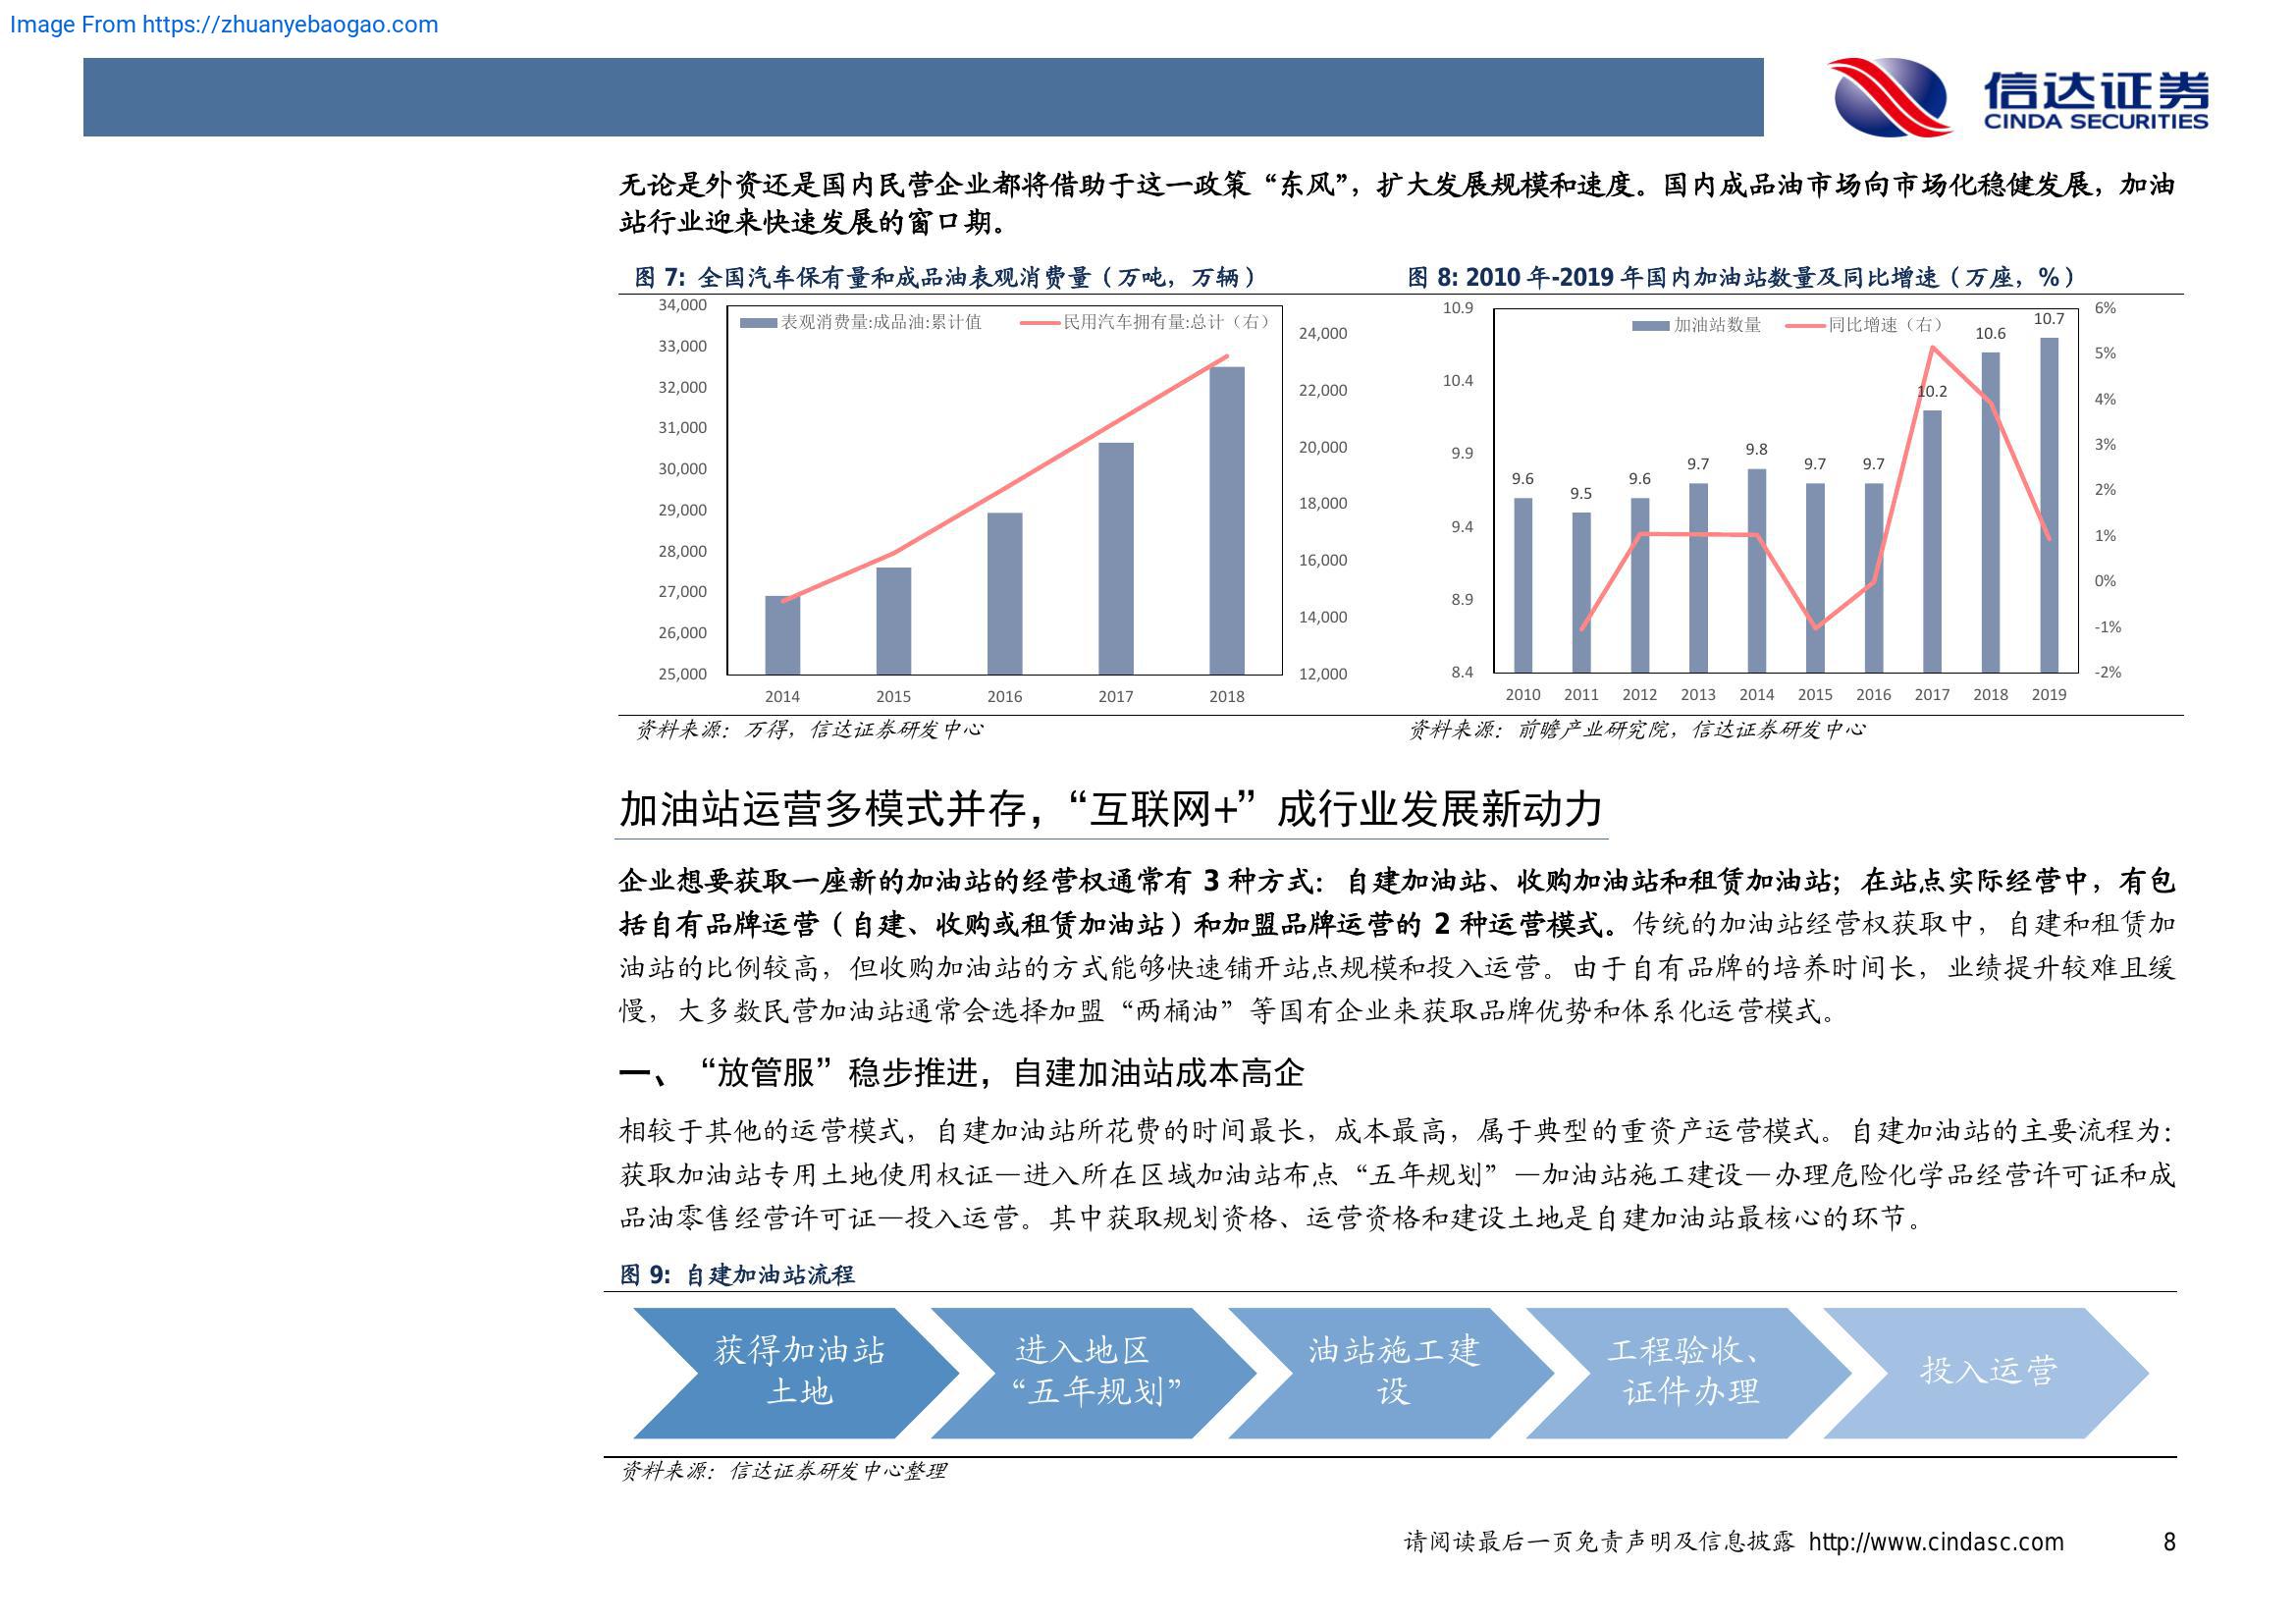 Image From https://zhuanyebaogao.com
信达证券
CINDA SECURITIES
无论是外资还是国内民营企业都将借助于这一政策“东风”，扩大发展规模和速度。国内成品油市场向市场化稳健发展，加油
站行业迎来快速发展的窗口期。
图 7：全国汽车保有量和成品油表观消费量（万吨，万辆）
34,000
33,000
32,000
31,000
30,000
29,000
28,000
27,000
26,000
25,000
表观消费量:成品油:累计值
民用汽车拥有量:总计（右）
24,000
22,000
20,000
18,000
16,000
14,000
12,000
2014 2015 2016 2017 2018
资料来源：万得，信达证券研发中心
图 8: 2010 年-2019 年国内加油站数量及同比增速（万座，%）
10.9
10.4
9.9
9.4
8.9
8.4
加油站数量
同比增速（右）
9.6 9.5 9.6 9.7 9.8 9.7 9.7 10.2 10.6 10.7
6%
5%
4%
3%
2%
1%
0%
-1%
-2%
2010 2011 2012 2013 2014 2015 2016 2017 2018 2019
资料来源：前瞻产业研究院，信达证券研发中心
加油站运营多模式并存，“互联网+”成行业发展新动力
企业想要获取一座新的加油站的经营权通常有 3 种方式：自建加油站、收购加油站和租赁加油站；在站点实际经营中，有包
括自有品牌运营（自建、收购或租赁加油站）和加盟品牌运营的 2 种运营模式。传统的加油站经营权获取中，自建和租赁加
油站的比例较高，但收购加油站的方式能够快速铺开站点规模和投入运营。由于自有品牌的培养时间长，业绩提升较难且缓
慢，大多数民营加油站通常会选择加盟“两桶油”等国有企业来获取品牌优势和体系化运营模式。
一、“放管服”稳步推进，自建加油站成本高企
相较于其他的运营模式，自建加油站所花费的时间最长，成本最高，属于典型的重资产运营模式。自建加油站的主要流程为：
获取加油站专用土地使用权证—进入所在区域加油站布点“五年规划”—加油站施工建设—办理危险化学品经营许可证和成
品油零售经营许可证—投入运营。其中获取规划资格、运营资格和建设土地是自建加油站最核心的环节。
图 9：自建加油站流程
获得加油站
土地
进入地区
“五年规划”
油站施工建
设
工程验收、
证件办理
投入运营
资料来源：信达证券研发中心整理
请阅读最后一页免责声明及信息披露 http://www.cindasc.com 8